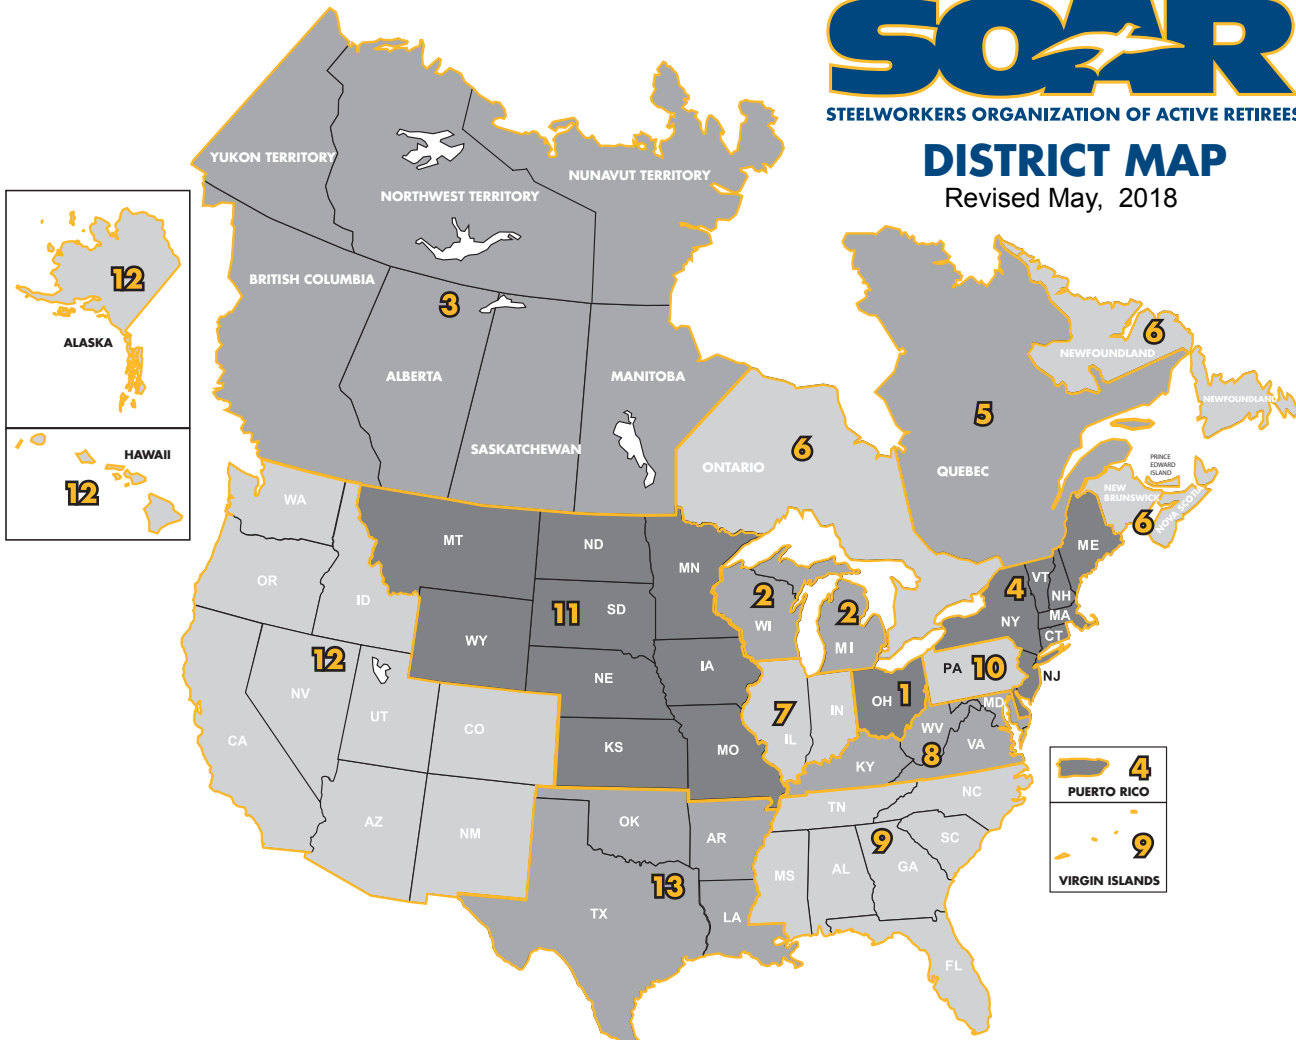 SOAR
STEELWORKERS ORGANIZATION OF ACTIVE RETIREES
DISTRICT MAP
Revised May, 2018
YUKON TERRITORY
NORTHWEST TERRITORY
NUNAVUT TERRITORY
BRITISH COLUMBIA
3
ALBERTA
SASKATCHEWAN
MANITOBA
12
ALASKA
HAWAII
12
6
ONTARIO
5
QUEBEC
6
NEWFOUNDLAND
NEWFOUNDLAND
PRINCE
EDWARD
ISLAND
NEW
BRUNSWICK
NOVA SCOTIA
6
WA
OR
ID
MT
ND
MN
11
SD
WY
NE
IA
2
WI
2
MI
4
NY
VT
NH
ME
MA
CT
NJ
PA
10
OH
1
12
NV
UT
CO
CA
KS
MO
7
IL
IN
MD
WV
VA
8
KY
AZ
NM
OK
AR
13
TX
LA
TN
NC
SC
9
MS
AL
GA
FL
4
PUERTO RICO
9
VIRGIN ISLANDS